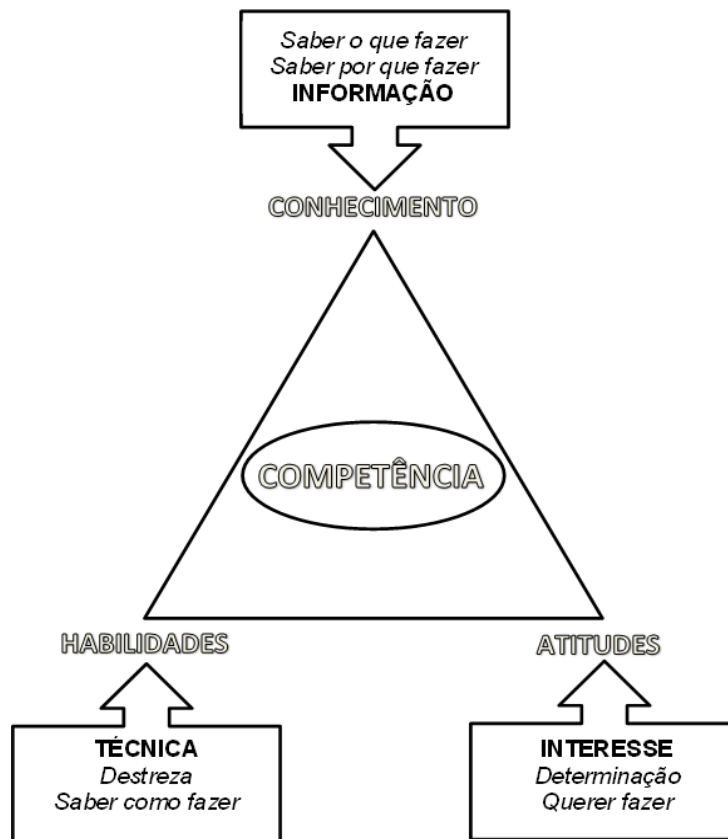 Saber o que fazer
Saber por que fazer
INFORMAÇÃO
CONHECIMENTO
COMPETÊNCIA
HABILIDADES
ATITUDES
TÉCNICA
Destreza
Saber como fazer
INTERESSE
Determinação
Querer fazer